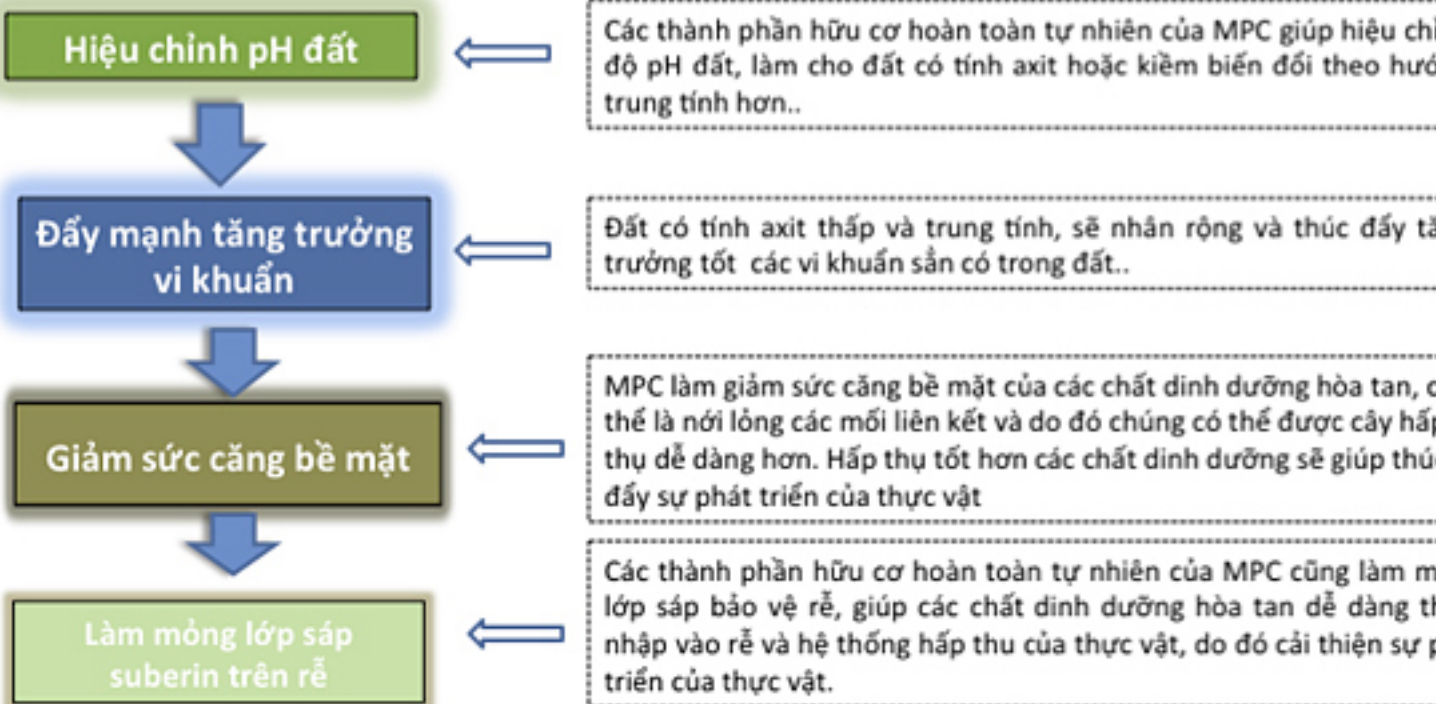 Hiệu chỉnh pH đất
Các thành phần hữu cơ hoàn toàn tự nhiên của MPC giúp hiệu
độ pH đất, làm cho đất có tính axit hoặc kiềm biến đổi theo
trung tính hơn..
Đẩy mạnh tăng trưởng
vi khuẩn
Đất có tính axit thấp và trung tính, sẽ nhân rộng và thúc đẩy
trưởng tốt các vi khuẩn sẳn có trong đất..
Giảm sức căng bề mặt
MPC làm giảm sức căng bề mặt của các chất dinh dưỡng hòa tan,
thể là nới lỏng các mối liên kết và do đó chúng có thể được cây hấp
thụ dễ dàng hơn. Hấp thụ tốt hơn các chất dinh dưỡng sẽ giúp
đẩy sự phát triển của thực vật
Làm mỏng lớp sáp
suberin trên rễ
Các thành phần hữu cơ hoàn toàn tự nhiên của MPC cũng làm
lớp sáp bảo vệ rễ, giúp các chất dinh dưỡng hòa tan dễ dàng
nhập vào rễ và hệ thống hấp thu của thực vật, do đó cải thiện sự
triển của thực vật.